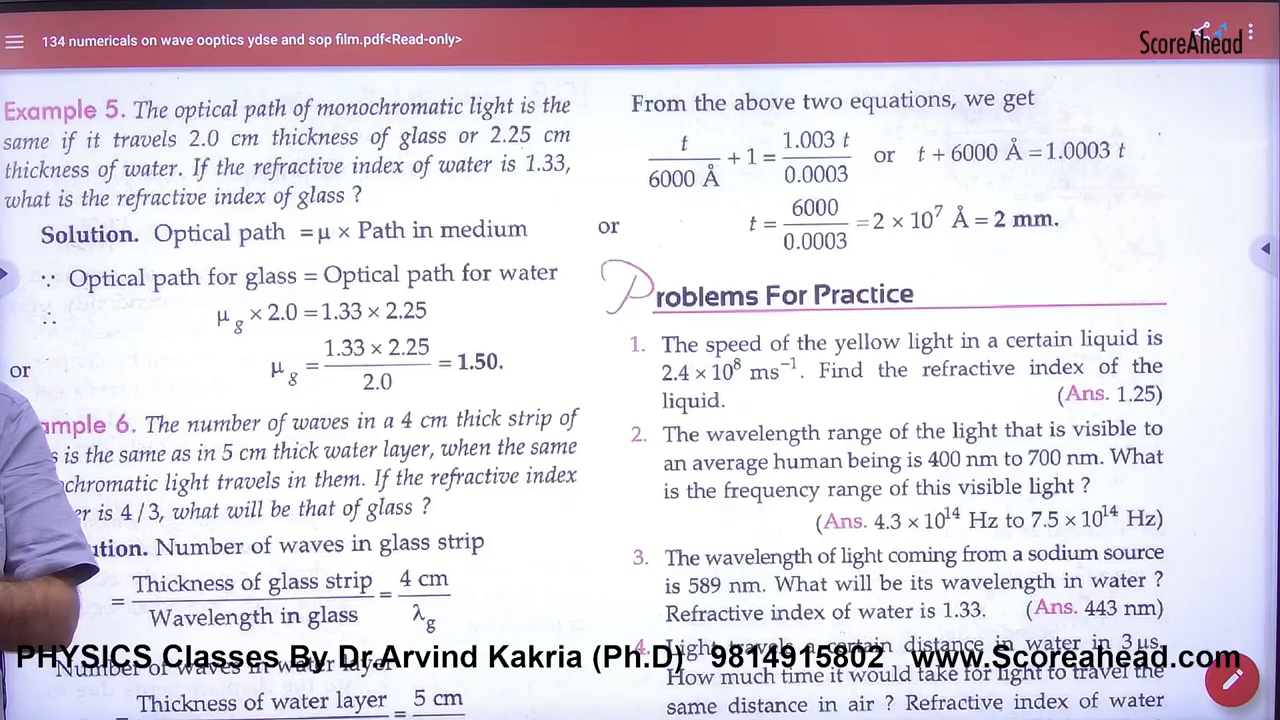 134 numericals on wave ooptics ydse and sop film.pdf<Read-only>
ScoreAhead
Example 5. The optical path of monochromatic light is the
same if it travels 2.0 cm thickness of glass or 2.25 cm
thickness of water. If the refractive index of water is 1.33,
what is the refractive index of glass ?
Solution. Optical path = μ × Path in medium
∵ Optical path for glass = Optical path for water
∴ μg × 2.0 = 1.33 × 2.25
or μg = 1.33 × 2.25 / 2.0 = 1.50.
ample 6. The number of waves in a 4 cm thick strip of
s is the same as in 5 cm thick water layer, when the same
ochromatic light travels in them. If the refractive index
er is 4/3, what will be that of glass ?
ution. Number of waves in glass strip
= Thickness of glass strip / Wavelength in glass = 4 cm / λg
Number of waves in water layer
= Thickness of water layer = 5 cm
From the above two equations, we get
t / 6000 Å + 1 = 1.003 t / 0.0003 or t + 6000 Å = 1.0003 t
or t = 6000 / 0.0003 = 2 × 10⁷ Å = 2 mm.
Problems For Practice
1. The speed of the yellow light in a certain liquid is
2.4 × 10⁸ ms⁻¹. Find the refractive index of the
liquid. (Ans. 1.25)
2. The wavelength range of the light that is visible to
an average human being is 400 nm to 700 nm. What
is the frequency range of this visible light ?
(Ans. 4.3 × 10¹⁴ Hz to 7.5 × 10¹⁴ Hz)
3. The wavelength of light coming from a sodium source
is 589 nm. What will be its wavelength in water ?
Refractive index of water is 1.33. (Ans. 443 nm)
4. Light travels a certain distance in water in 3 μs.
How much time it would take for light to travel the
same distance in air ? Refractive index of water
PHYSICS Classes By Dr Arvind Kakria (Ph.D) 9814915802 www.Scoreahead.com